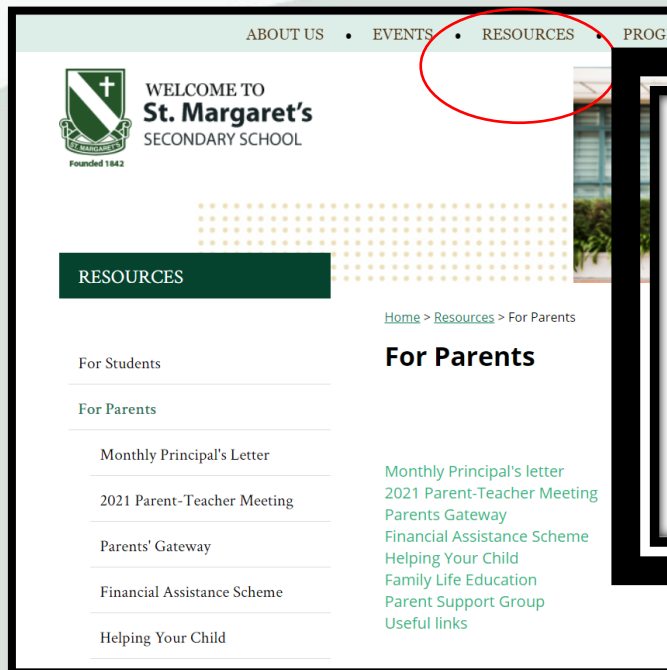 ABOUT US • EVENTS • RESOURCES •
WELCOME TO
St. Margaret's
SECONDARY SCHOOL
ST. MARGARET'S
Founded 1842
RESOURCES
Home > Resources > For Parents
For Parents
For Students
For Parents
Monthly Principal's Letter
2021 Parent-Teacher Meeting
Parents' Gateway
Financial Assistance Scheme
Helping Your Child
Monthly Principal's letter
2021 Parent-Teacher Meeting
Parents Gateway
Financial Assistance Scheme
Helping Your Child
Family Life Education
Parent Support Group
Useful links